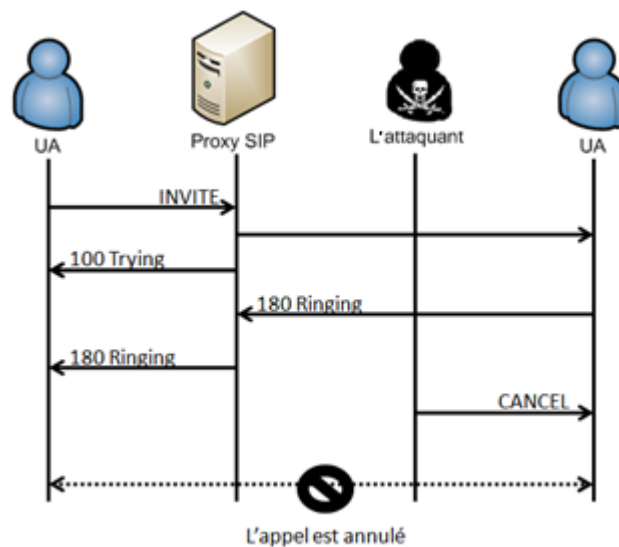 UA
Proxy SIP
L'attaquant
UA
INVITE
100 Trying
180 Ringing
180 Ringing
CANCEL
L'appel est annulé